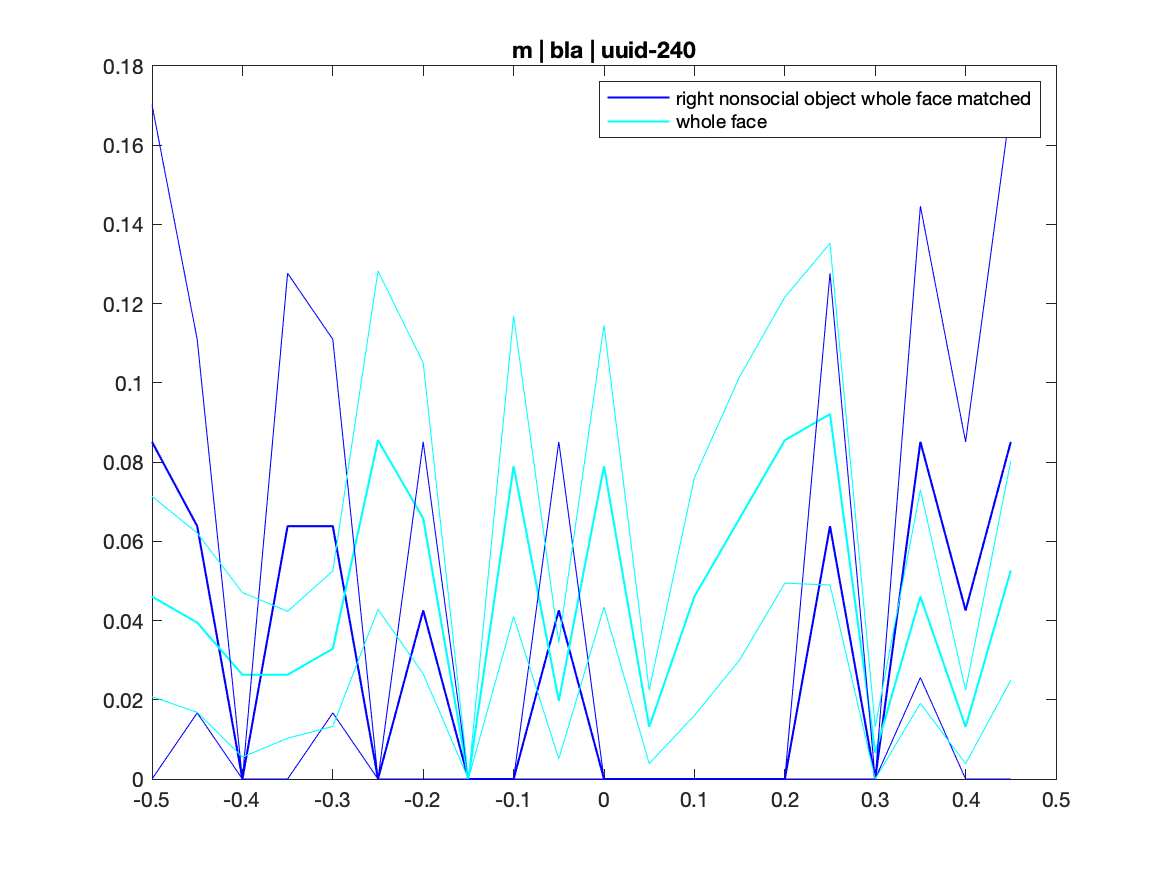 m | bla | uuid-240
right nonsocial object whole face matched
whole face
0.18
0.16
0.14
0.12
0.1
0.08
0.06
0.04
0.02
0
-0.5 -0.4 -0.3 -0.2 -0.1 0 0.1 0.2 0.3 0.4 0.5